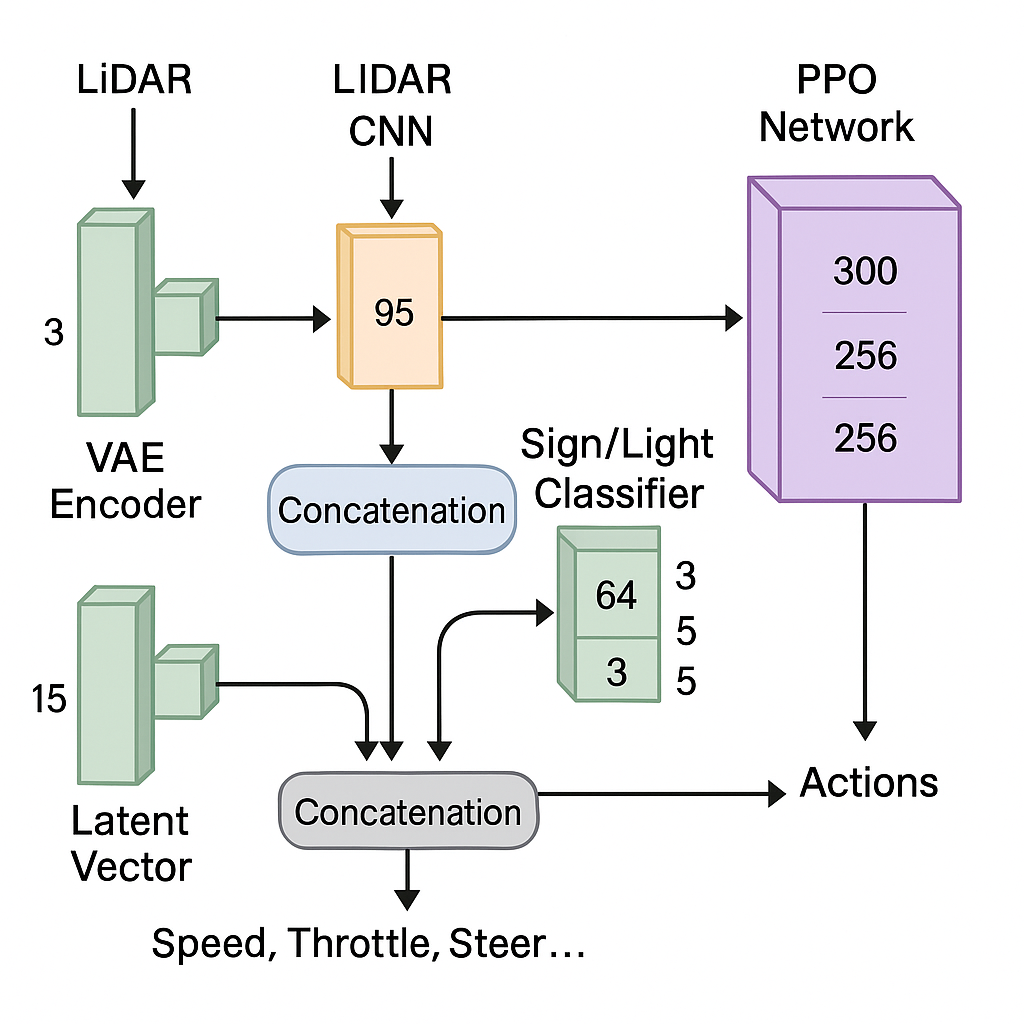 LiDAR
LIDAR
CNN
PPO
Network
3
95
300
256
256
VAE
Encoder
Sign/Light
Classifier
Concatenation
64
3
3
5
5
15
Latent
Vector
Concatenation
Actions
Speed, Throttle, Steer...